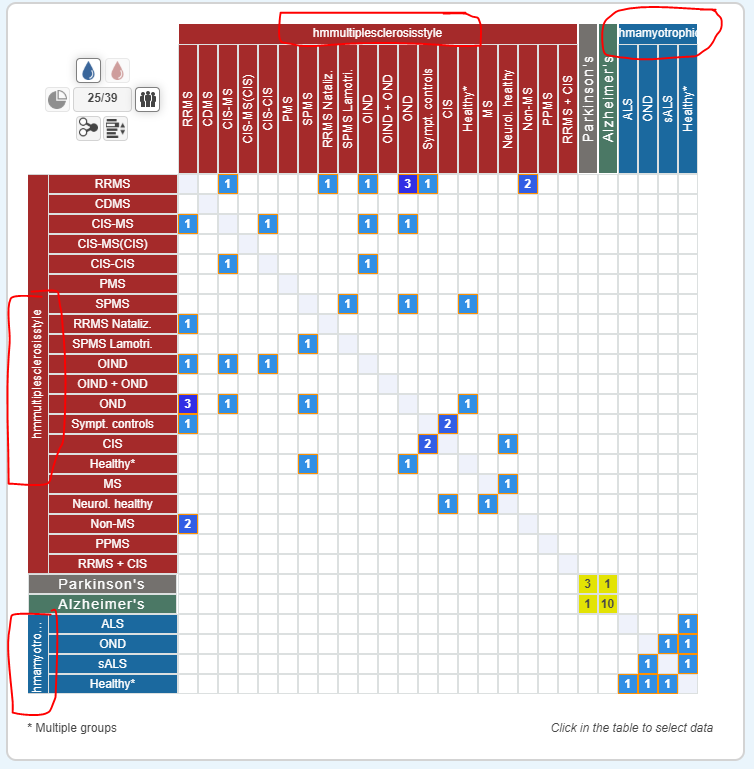 hmmultiplesclerosisstyle
hmamyotrophic
25/39
RRMS
CDMS
CIS-MS
CIS-MS(CIS)
CIS-CIS
PMS
SPMS
RRMS Nataliz.
SPMS Lamotri.
OIND
OIND + OND
OND
Sympt. controls
CIS
Healthy*
MS
Neurol. healthy
Non-MS
PPMS
RRMS + CIS
Parkinson's
Alzheimer's
ALS
OND
sALS
Healthy*
hmmultiplesclerosisstyle
RRMS 1 1 1 3 1 2
CDMS
CIS-MS 1 1 1 1
CIS-MS(CIS)
CIS-CIS 1 1
PMS
SPMS 1 1 1
RRMS Nataliz. 1
SPMS Lamotri. 1
OIND 1 1 1
OIND + OND
OND 3 1 1 1
Sympt. controls 1 2
CIS 2 1
Healthy* 1 1
MS 1
Neurol. healthy 1 1
Non-MS 2
PPMS
RRMS + CIS
Parkinson's 3 1
Alzheimer's 1 10
hmamyotro...
ALS 1
OND 1 1
sALS 1 1
Healthy* 1 1 1
* Multiple groups
Click in the table to select data